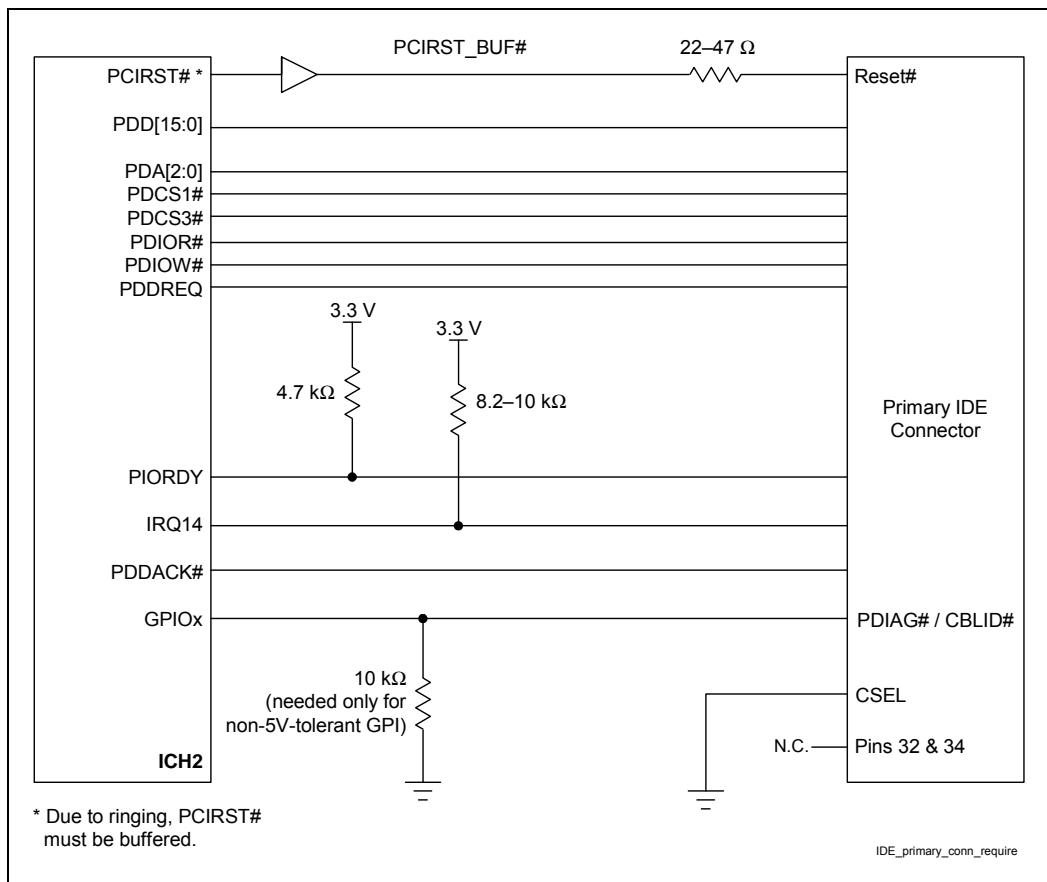 PCIRST_BUF#
22–47 Ω
PCIRST# *
Reset#
PDD[15:0]
PDA[2:0]
PDCS1#
PDCS3#
PDIOR#
PDIOW#
PDDREQ
3.3 V
3.3 V
4.7 kΩ
8.2–10 kΩ
Primary IDE
Connector
PIORDY
IRQ14
PDDACK#
GPIOx
PDIAG# / CBLID#
10 kΩ
(needed only for
non-5V-tolerant GPI)
CSEL
N.C.
Pins 32 & 34
ICH2
* Due to ringing, PCIRST#
must be buffered.
IDE_primary_conn_require